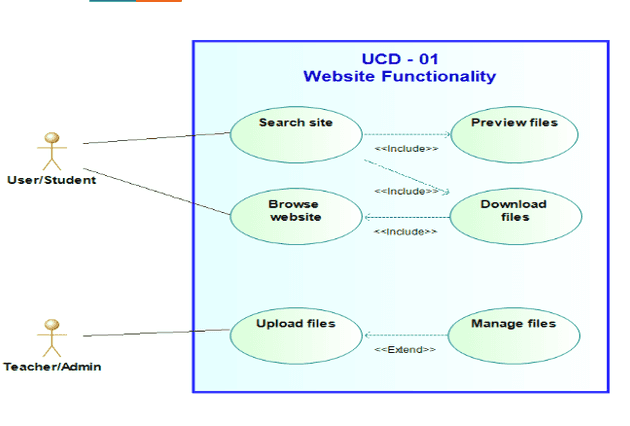 UCD - 01
Website Functionality
Search site
Preview files
<<Include>>
User/Student
<<Include>>
Browse
website
Download
files
<<Include>>
Upload files
Manage files
<<Extend>>
Teacher/Admin